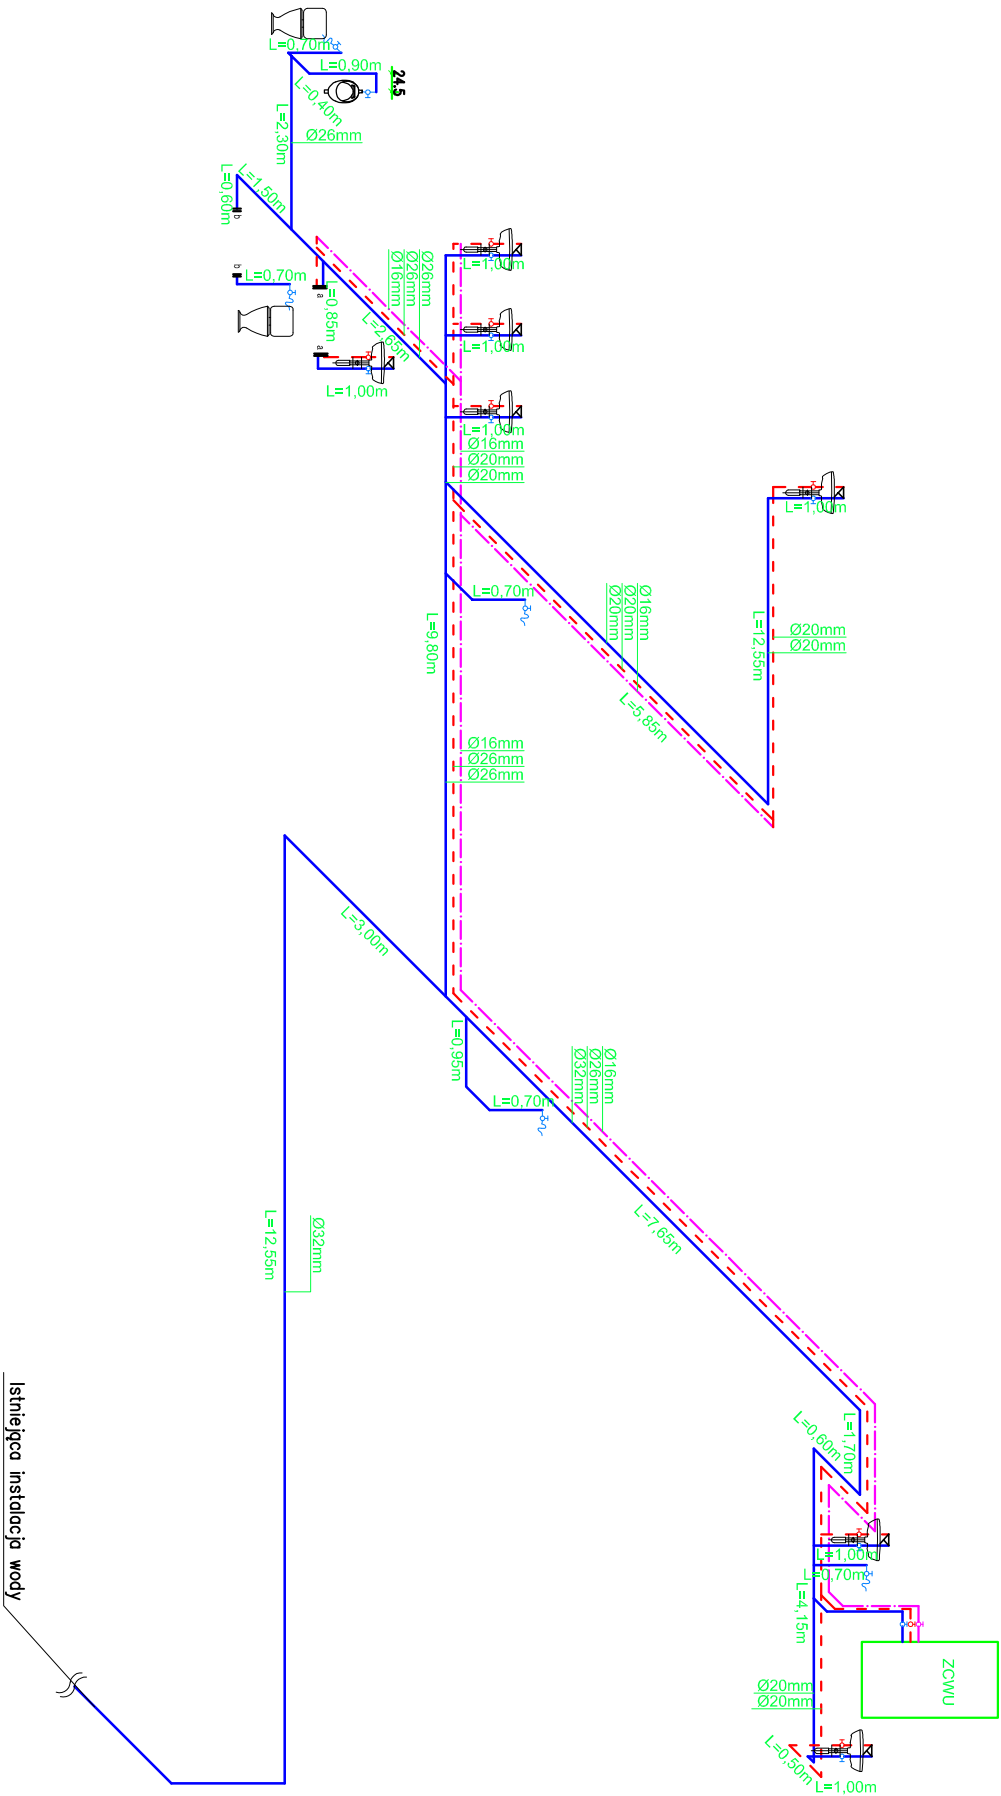 L=0,70m
L=0,90m
24.5
L=0,40m
L=2,30m
Ø26mm
L=1,50m
L=0,60m
b
b
L=0,70m
a
L=0,85m
Ø16mm
Ø26mm
Ø26mm
L=2,65m
a
L=1,00m
L=1,00m
L=1,00m
L=1,00m
Ø16mm
Ø20mm
Ø20mm
L=1,00m
L=0,70m
L=9,80m
Ø20mm
Ø20mm
Ø16mm
L=5,85m
L=12,55m
Ø20mm
Ø20mm
Ø16mm
Ø26mm
Ø26mm
L=3,00m
L=0,95m
L=0,70m
Ø32mm
Ø26mm
Ø16mm
L=7,65m
L=12,55m
Ø32mm
L=1,70m
L=0,60m
L=1,00m
L=0,70m
L=4,15m
ZCWU
Ø20mm
Ø20mm
L=0,50m
L=1,00m
Istniejąca instalacja wody